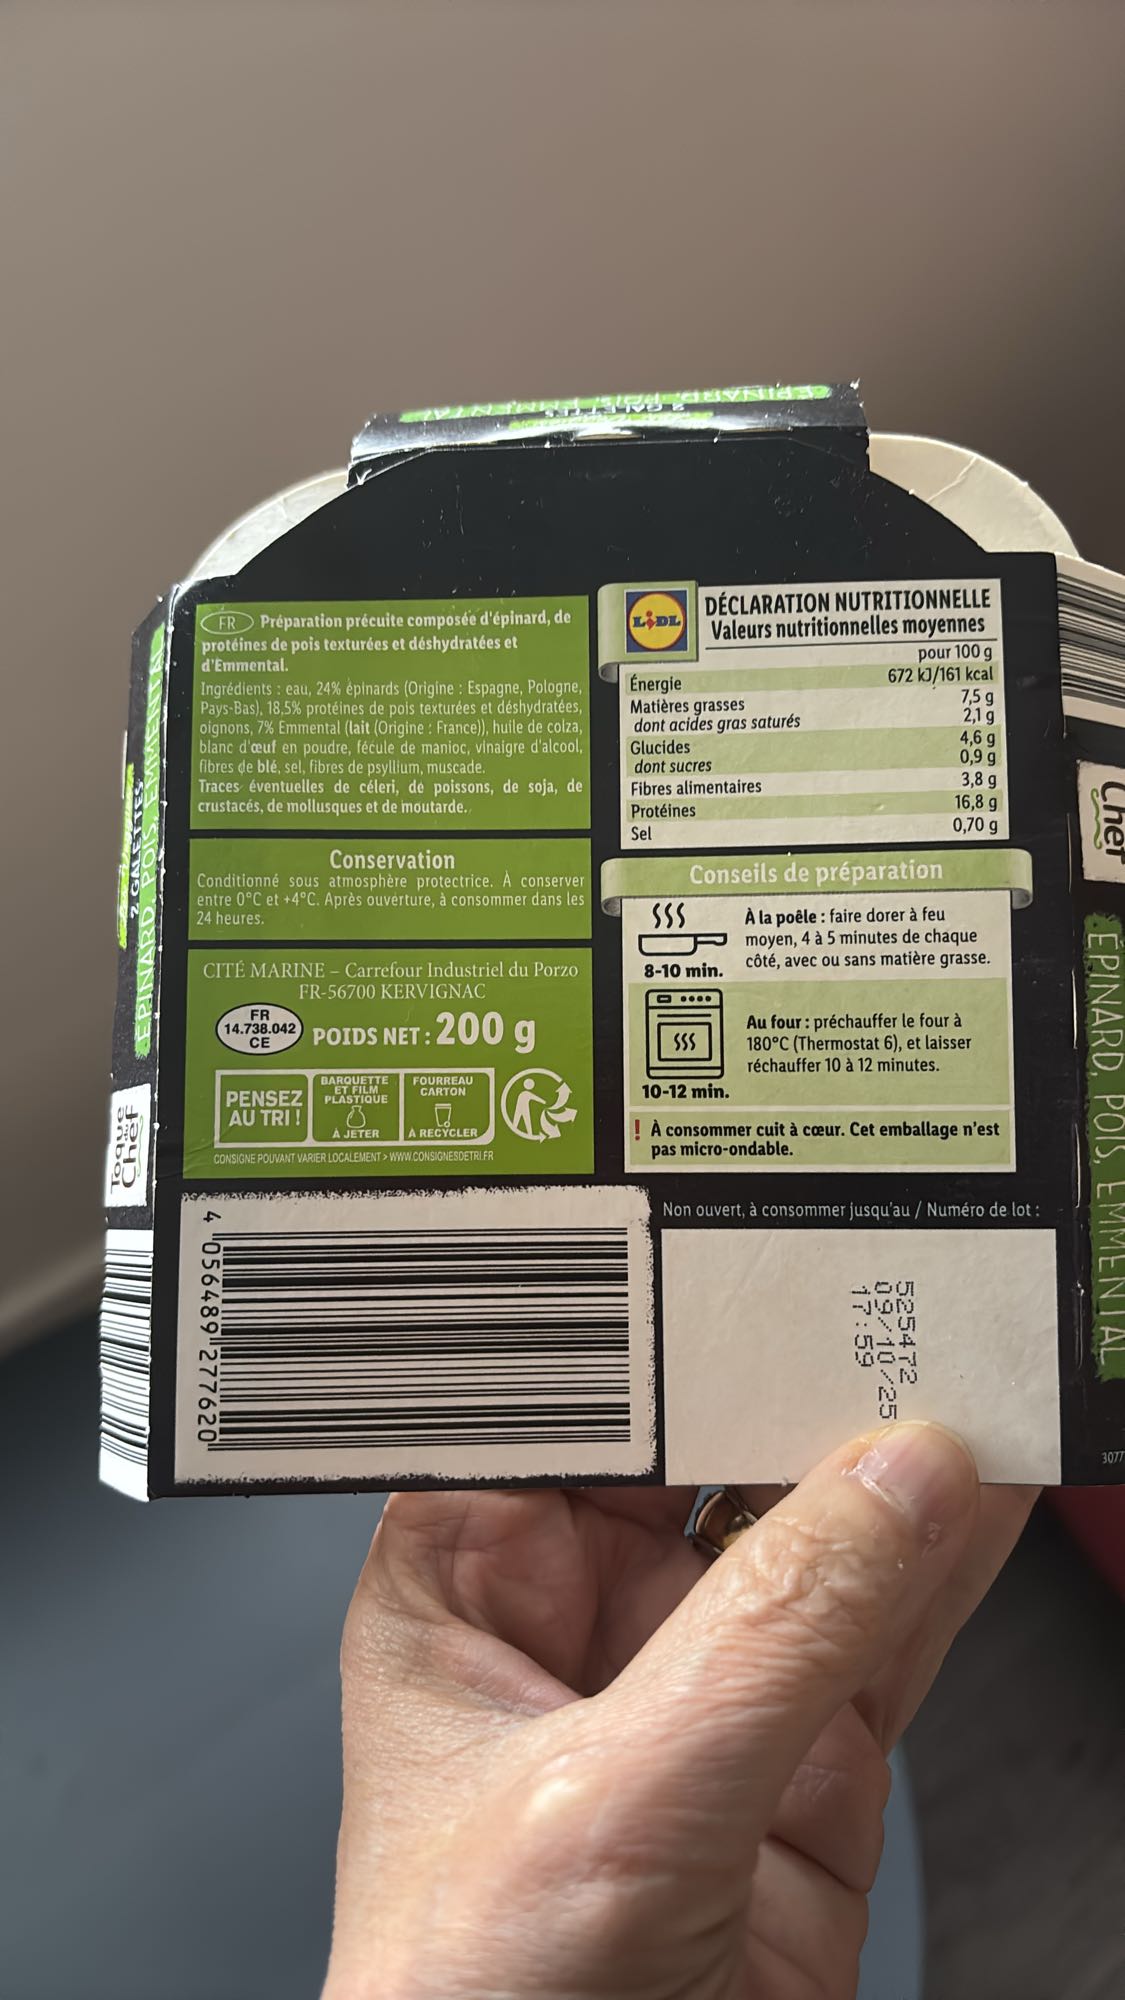 2 GALETTES
ÉPINARD, POIS, EMMENTAL
FR Préparation précuite composée d'épinard, de
protéines de pois texturées et déshydratées et
d'Emmental.
Ingrédients : eau, 24% épinards (Origine : Espagne, Pologne,
Pays-Bas), 18,5% protéines de pois texturées et déshydratées,
oignons, 7% Emmental (lait (Origine : France)), huile de colza,
blanc d'œuf en poudre, fécule de manioc, vinaigre d'alcool,
fibres de blé, sel, fibres de psyllium, muscade.
Traces éventuelles de céleri, de poissons, de soja, de
crustacés, de mollusques et de moutarde.
Conservation
Conditionné sous atmosphère protectrice. À conserver
entre 0°C et +4°C. Après ouverture, à consommer dans les
24 heures.
CITÉ MARINE – Carrefour Industriel du Porzo
FR-56700 KERVIGNAC
FR
14.738.042
CE
POIDS NET : 200 g
PENSEZ
AU TRI !
BARQUETTE
ET FILM
PLASTIQUE
À JETER
FOURREAU
CARTON
À RECYCLER
CONSIGNE POUVANT VARIER LOCALEMENT > WWW.CONSIGNESDETRI.FR
4 056489 277620
LIDL
DÉCLARATION NUTRITIONNELLE
Valeurs nutritionnelles moyennes
pour 100 g
Énergie 672 kJ/161 kcal
Matières grasses 7,5 g
dont acides gras saturés 2,1 g
Glucides 4,6 g
dont sucres 0,9 g
Fibres alimentaires 3,8 g
Protéines 16,8 g
Sel 0,70 g
Conseils de préparation
8-10 min.
À la poêle : faire dorer à feu
moyen, 4 à 5 minutes de chaque
côté, avec ou sans matière grasse.
10-12 min.
Au four : préchauffer le four à
180°C (Thermostat 6), et laisser
réchauffer 10 à 12 minutes.
! À consommer cuit à cœur. Cet emballage n'est
pas micro-ondable.
Non ouvert, à consommer jusqu'au / Numéro de lot :
525472
09/10/25
17:59
Toque
Chef
Chef
ÉPINARD, POIS, EMMENTAL
3077
2 GALETTES
ÉPINARD, POIS, EMMENTAL